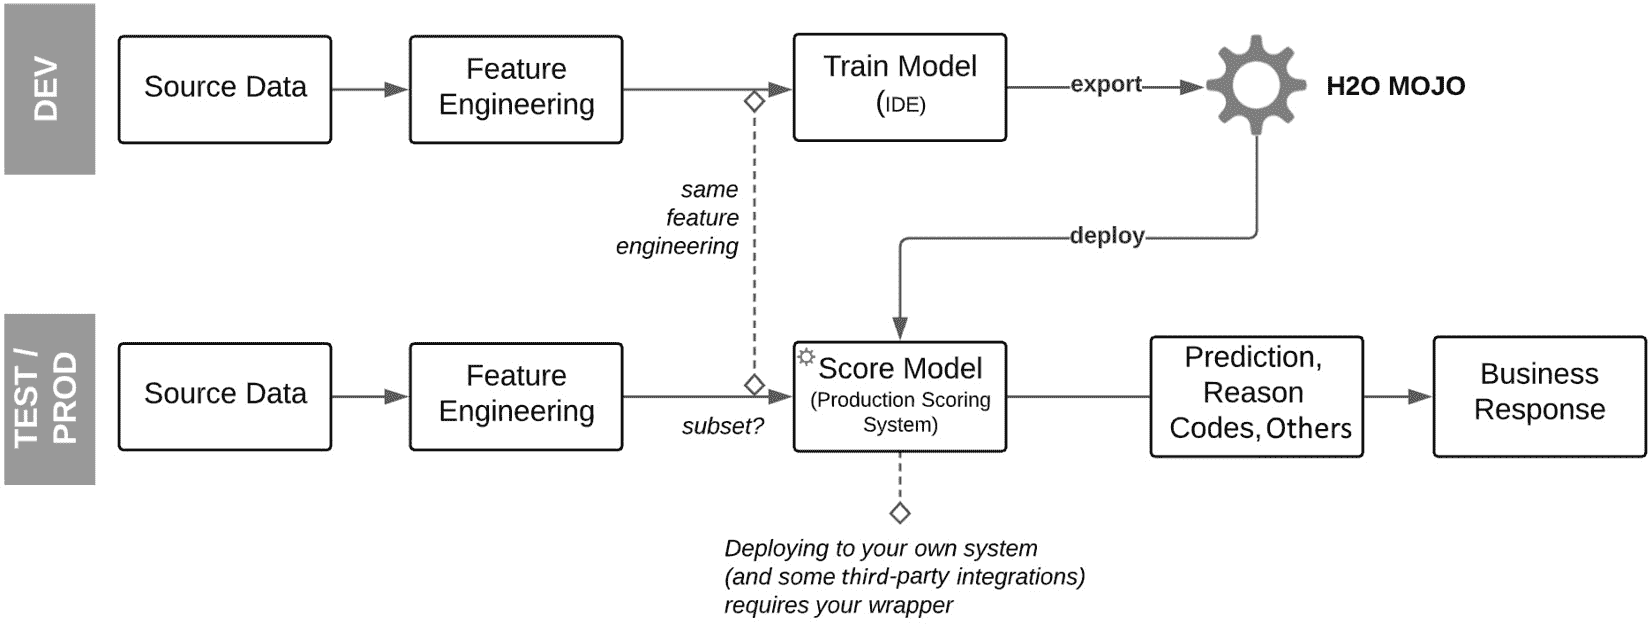 DEV
Source Data
Feature
Engineering
Train Model
(IDE)
export
H2O MOJO
same
feature
engineering
deploy
TEST /
PROD
Source Data
Feature
Engineering
subset?
Score Model
(Production Scoring
System)
Prediction,
Reason
Codes, Others
Business
Response
Deploying to your own system
(and some third-party integrations)
requires your wrapper